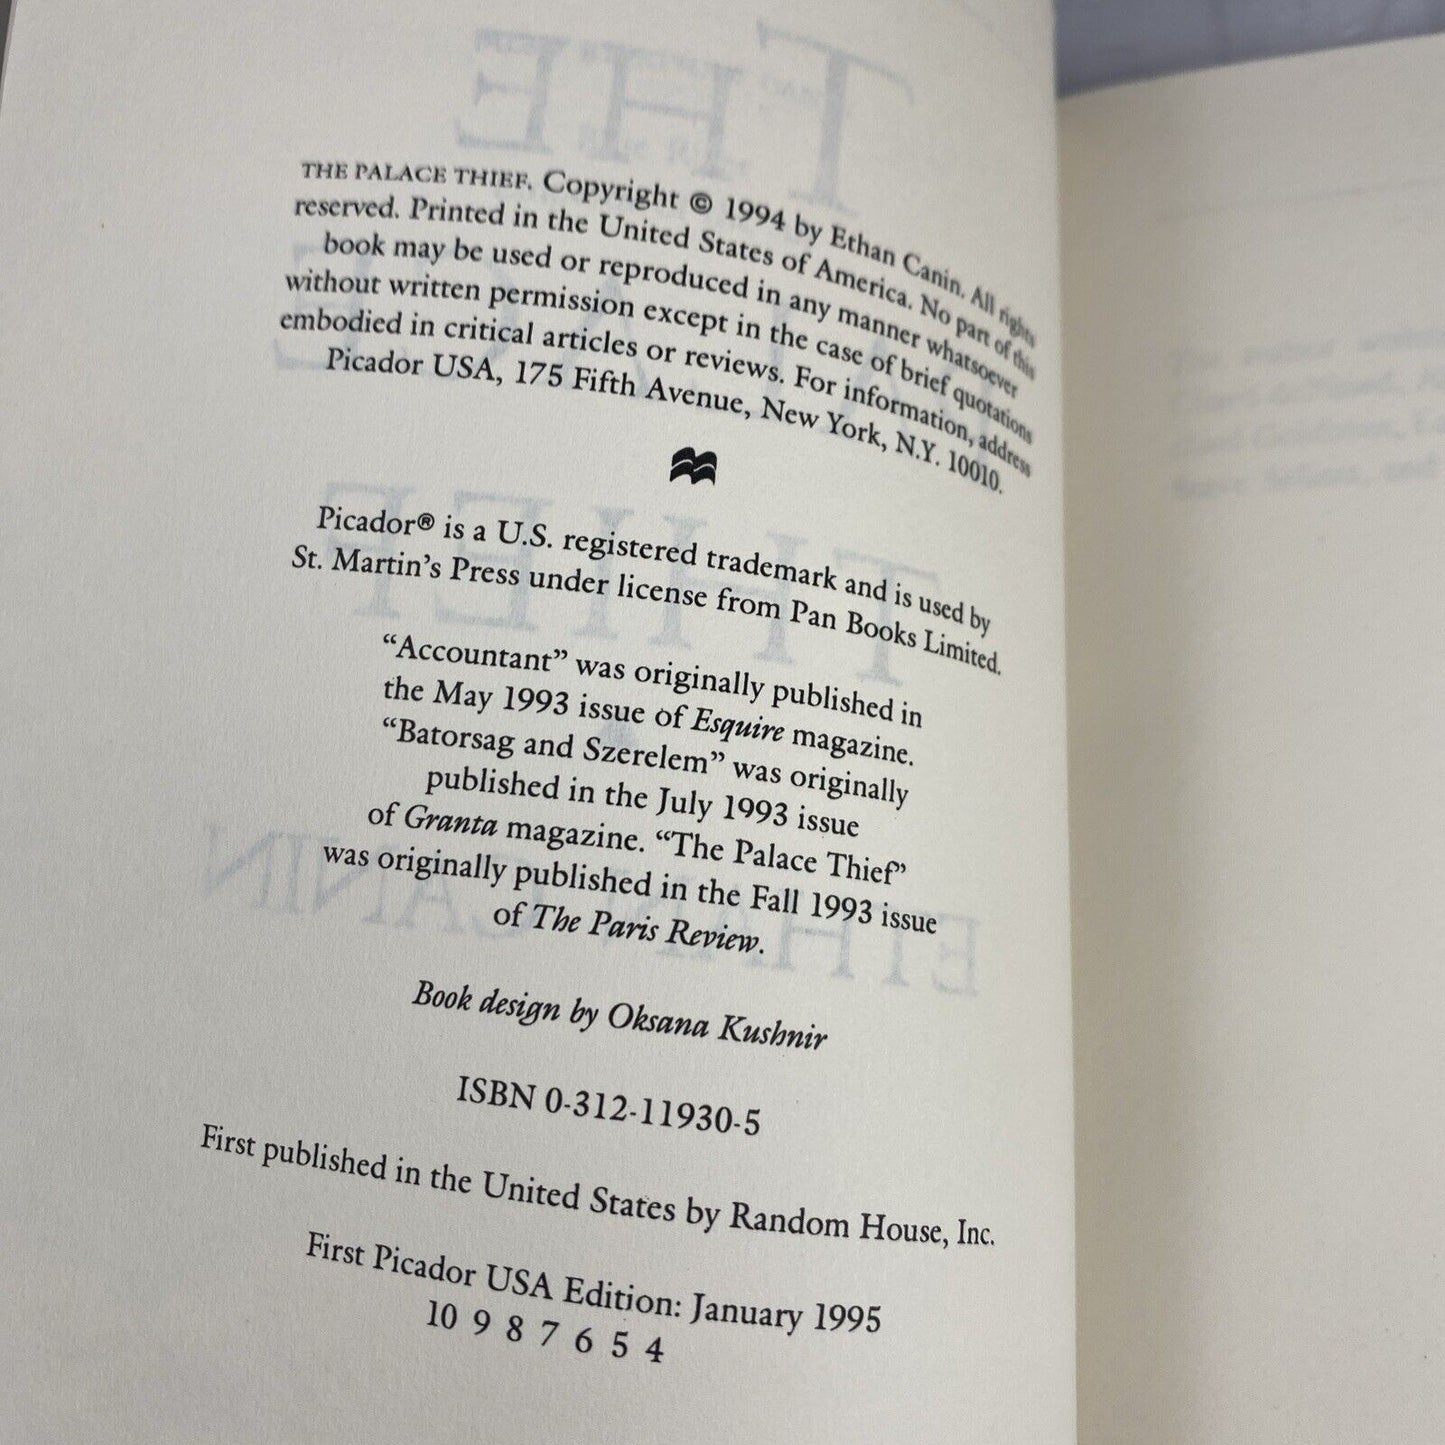 THE PALACE THIEF. Copyright © 1994 by Ethan Canin. All rights
reserved. Printed in the United States of America. No part of this
book may be used or reproduced in any manner whatsoever
without written permission except in the case of brief quotations
embodied in critical articles or reviews. For information, address
Picador USA, 175 Fifth Avenue, New York, N.Y. 10010.
Picador® is a U.S. registered trademark and is used by
St. Martin's Press under license from Pan Books Limited.
“Accountant” was originally published in
the May 1993 issue of Esquire magazine.
“Batorsag and Szerelem” was originally
published in the July 1993 issue
of Granta magazine. “The Palace Thief”
was originally published in the Fall 1993 issue
of The Paris Review.
Book design by Oksana Kushnir
ISBN 0-312-11930-5
First published in the United States by Random House, Inc.
First Picador USA Edition: January 1995
10 9 8 7 6 5 4